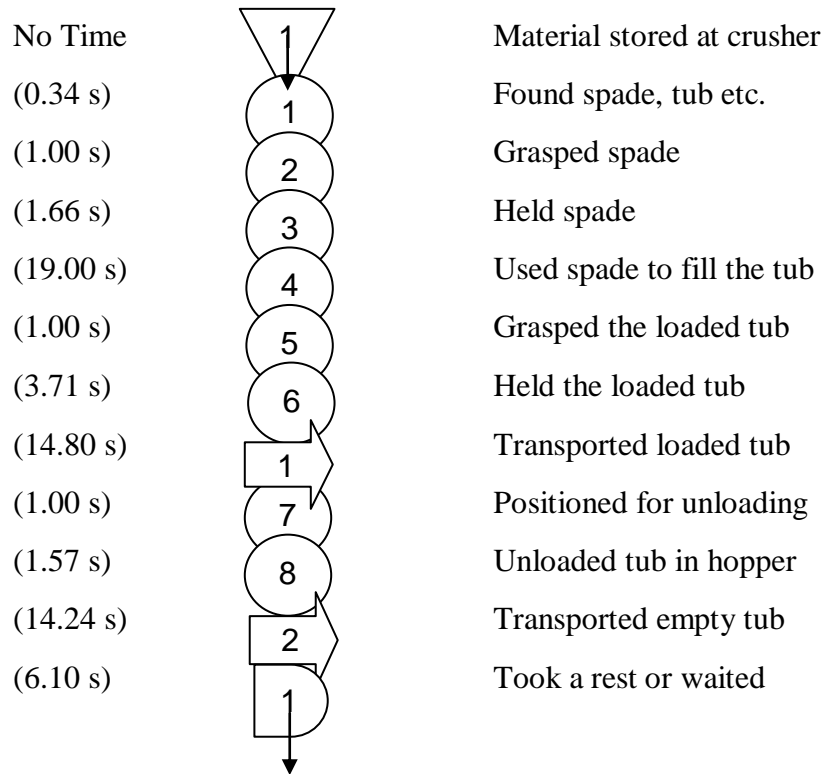 No Time 1 Material stored at crusher
(0.34 s) 1 Found spade, tub etc.
(1.00 s) 2 Grasped spade
(1.66 s) 3 Held spade
(19.00 s) 4 Used spade to fill the tub
(1.00 s) 5 Grasped the loaded tub
(3.71 s) 6 Held the loaded tub
(14.80 s) 1 Transported loaded tub
(1.00 s) 7 Positioned for unloading
(1.57 s) 8 Unloaded tub in hopper
(14.24 s) 2 Transported empty tub
(6.10 s) 1 Took a rest or waited